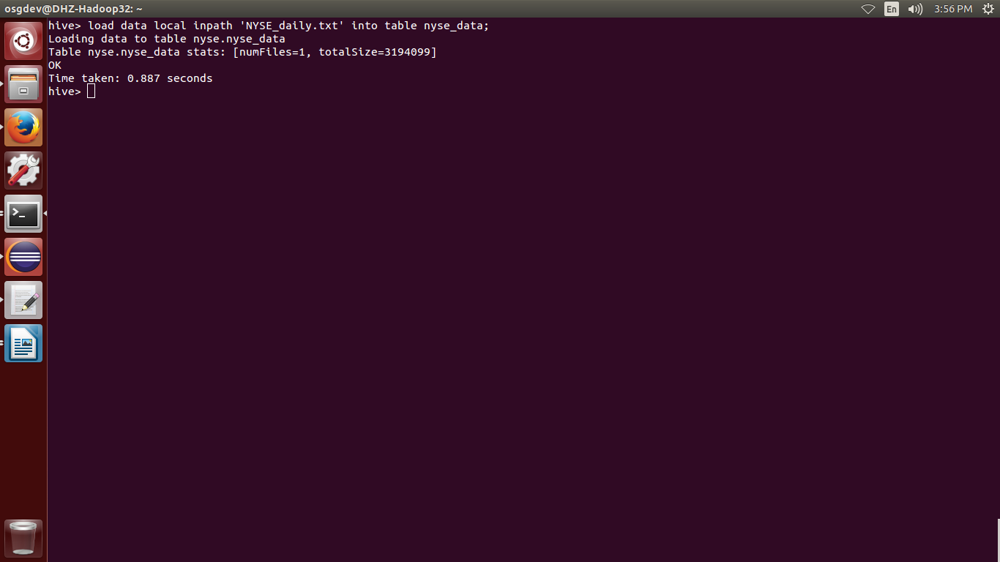 osgdev@DHZ-Hadoop32: ~
En
3:56 PM
hive> load data local inpath 'NYSE_daily.txt' into table nyse_data;
Loading data to table nyse.nyse_data
Table nyse.nyse_data stats: [numFiles=1, totalSize=3194099]
OK
Time taken: 0.887 seconds
hive>